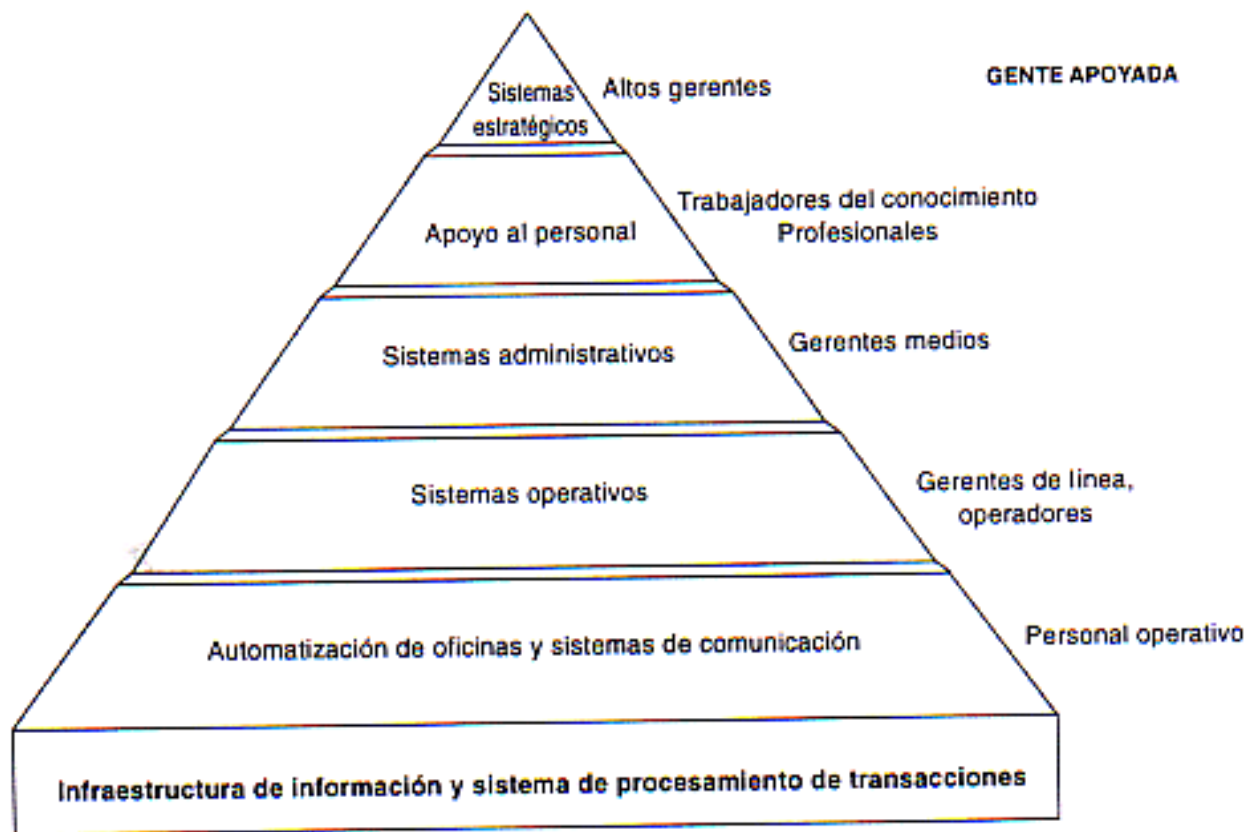 GENTE APOYADA
Sistemas
estratégicos
Altos gerentes
Apoyo al personal
Trabajadores del conocimiento
Profesionales
Sistemas administrativos
Gerentes medios
Sistemas operativos
Gerentes de línea,
operadores
Automatización de oficinas y sistemas de comunicación
Personal operativo
Infraestructura de información y sistema de procesamiento de transacciones